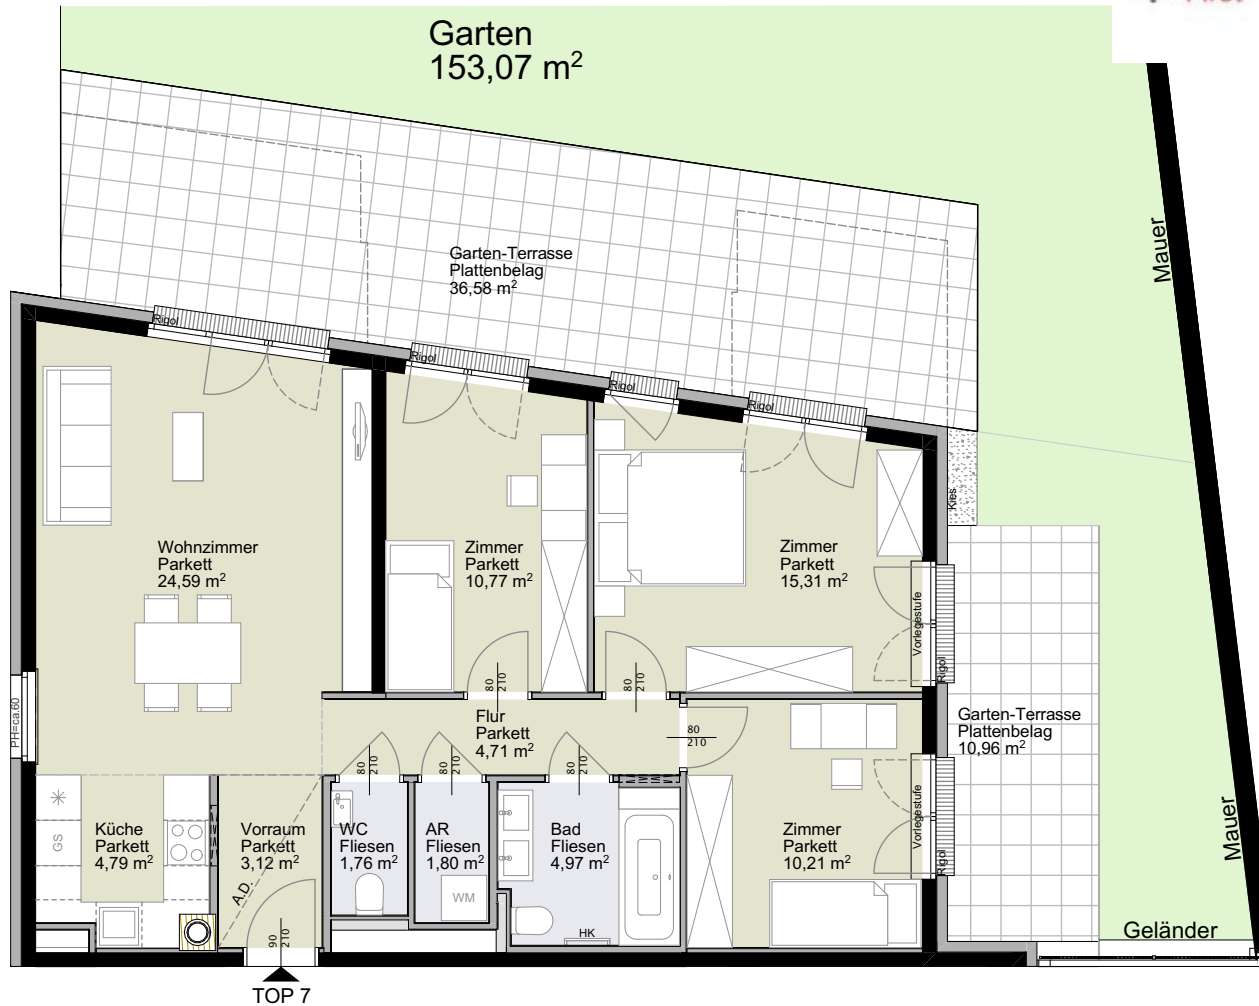 Garten
153,07 m²
Mauer
Garten-Terrasse
Plattenbelag
36,58 m²
Rigol
Rigol
Rigol
Rigol
Kies
Wohnzimmer
Parkett
24,59 m²
Zimmer
Parkett
10,77 m²
Zimmer
Parkett
15,31 m²
Vorlegestufe
Rigol
80
210
80
210
PH=ca.60
Flur
Parkett
4,71 m²
80
210
Garten-Terrasse
Plattenbelag
10,96 m²
80
210
80
210
80
210
GS
Küche
Parkett
4,79 m²
Vorraum
Parkett
3,12 m²
A.D.
WC
Fliesen
1,76 m²
AR
Fliesen
1,80 m²
WM
Bad
Fliesen
4,97 m²
HK
Zimmer
Parkett
10,21 m²
Vorlegestufe
Rigol
Mauer
Geländer
90
210
TOP 7